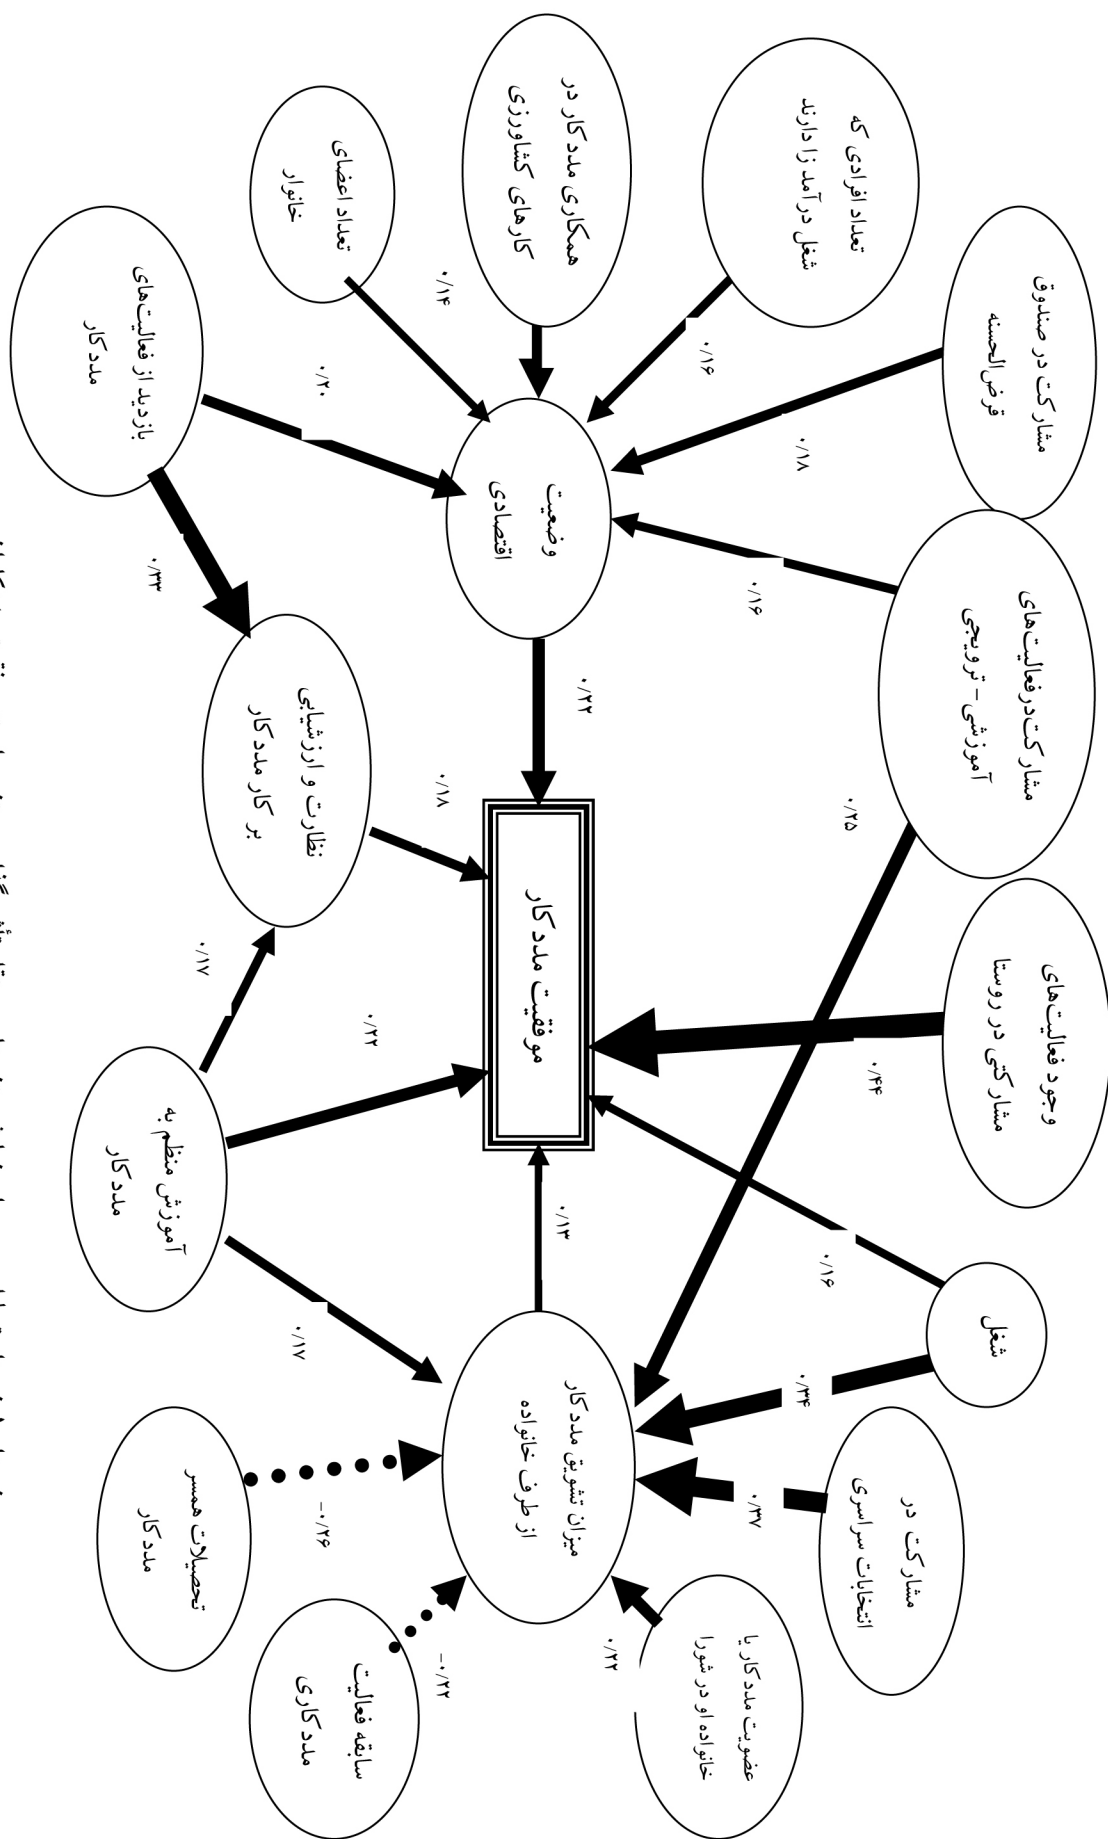 مشارکت در صندوق
قرض‌الحسنه
تعداد افرادی که
شغل درآمد زا دارند
همکاری مددکار در
کارهای کشاورزی
تعداد اعضای
خانوار
بازدید از فعالیت‌های
مددکار
۰/۱۸
۰/۱۶
۰/۱۴
۰/۲۰
۰/۳۳
مشارکت‌درفعالیت‌های
آموزشی – ترویجی
۰/۱۶
وضعیت
اقتصادی
۰/۲۲
۰/۲۵
نظارت و ارزشیابی
بر کار مددکار
۰/۱۸
۰/۱۷
وجود فعالیت‌های
مشارکتی در روستا
۰/۴۴
موفقیت مددکار
۰/۲۲
آموزش منظم به
مددکار
۰/۱۷
شغل
۰/۱۶
۰/۳۴
۰/۱۳
مشارکت در
انتخابات سراسری
۰/۳۷
میزان تشویق مددکار
از طرف خانواده
تحصیلات همسر
مددکار
-۰/۲۶
عضویت مددکار یا
خانواده او در شورا
۰/۲۲
سابقه فعالیت
مددکاری
-۰/۲۲